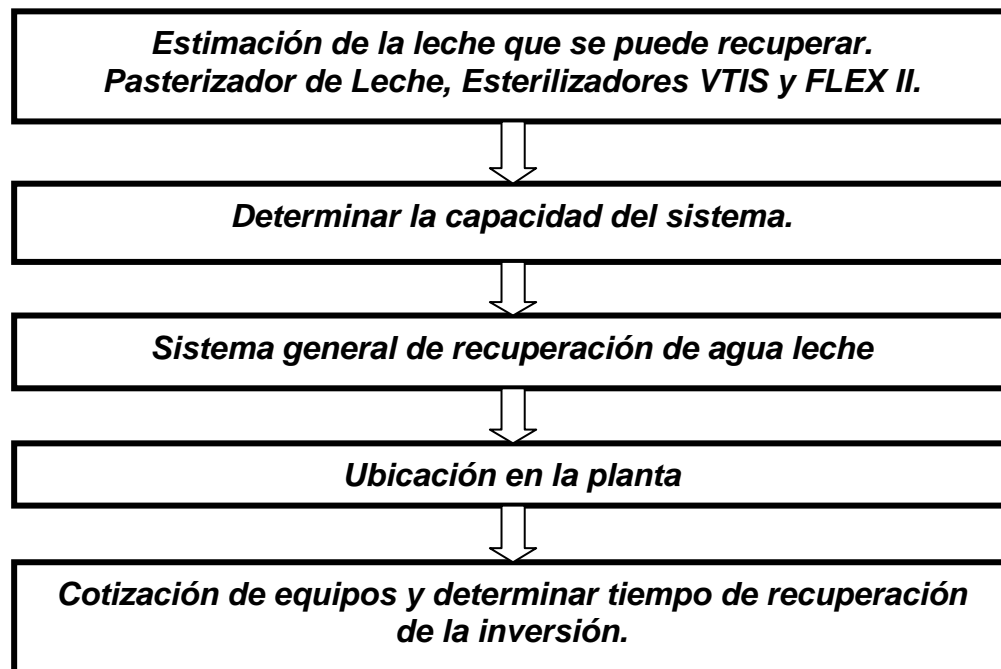 Estimación de la leche que se puede recuperar.
Pasterizador de Leche, Esterilizadores VTIS y FLEX II.
Determinar la capacidad del sistema.
Sistema general de recuperación de agua leche
Ubicación en la planta
Cotización de equipos y determinar tiempo de recuperación
de la inversión.